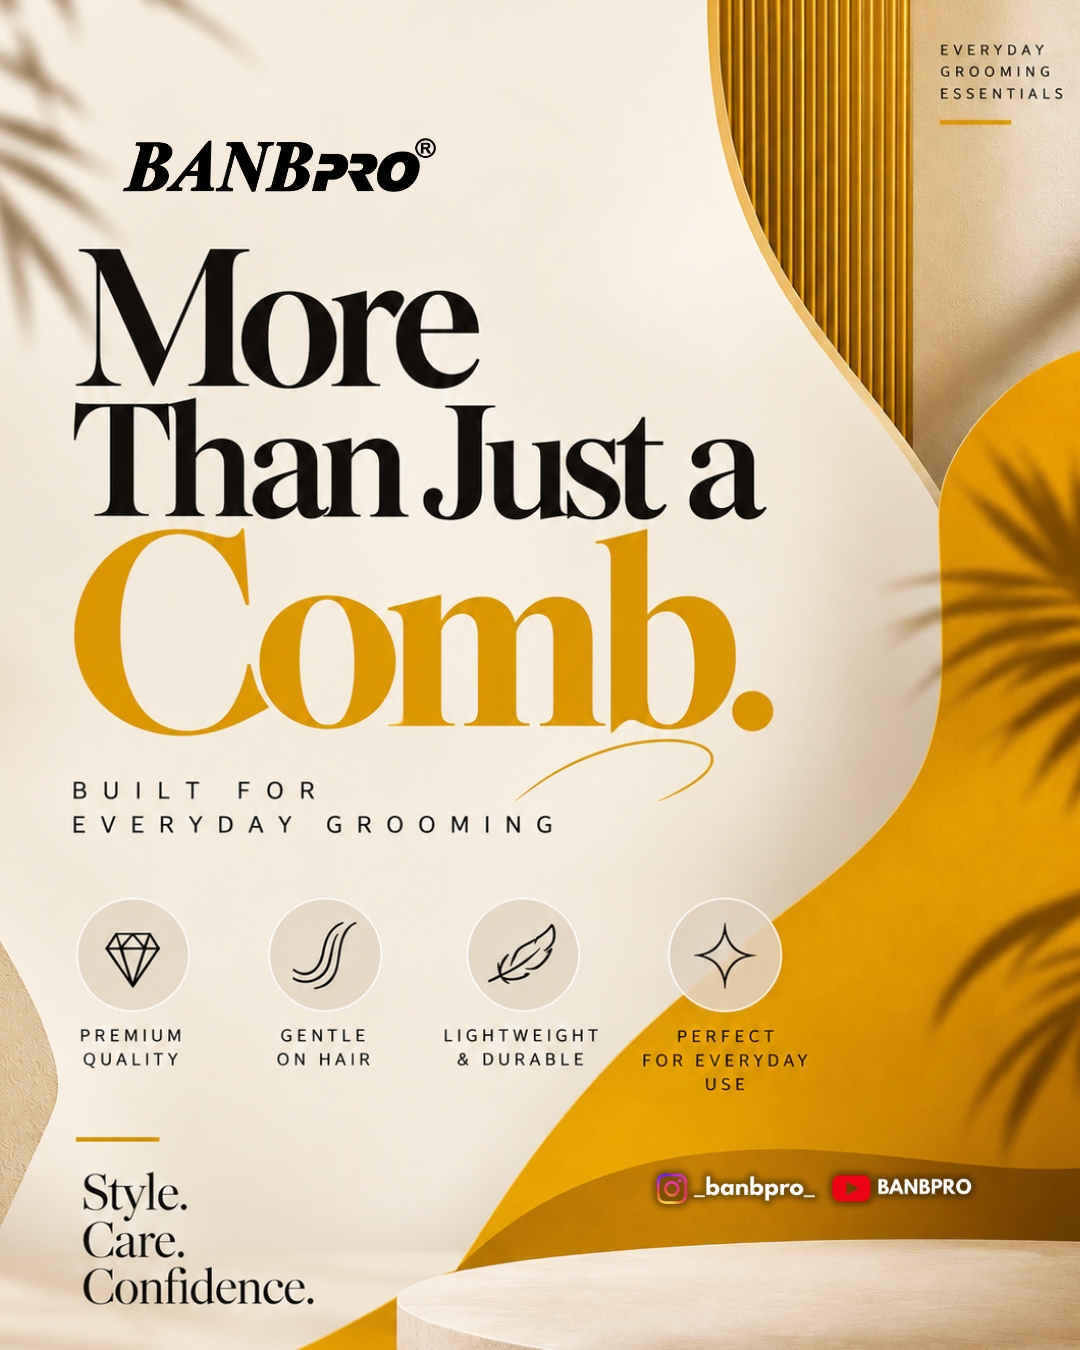 EVERYDAY
GROOMING
ESSENTIALS
BANBPRO®
More
Than Just a
Comb.
BUILT FOR
EVERYDAY GROOMING
PREMIUM
QUALITY
GENTLE
ON HAIR
LIGHTWEIGHT
& DURABLE
PERFECT
FOR EVERYDAY
USE
Style.
Care.
Confidence.
_banbpro_ BANBPRO